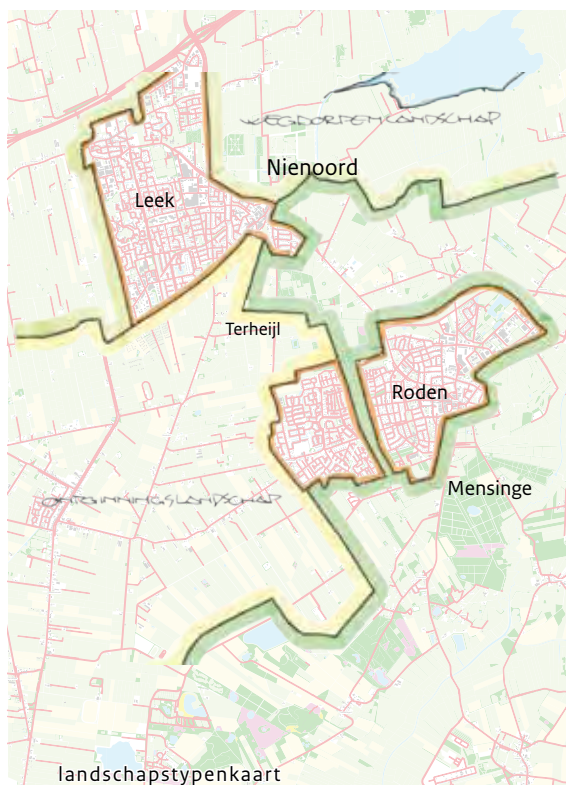 WEGDORPENLANDSCHAP
Nienoord
Leek
Terheijl
Roden
Mensinge
ONTGINNINGSLANDSCHAP
landschapstypenkaart